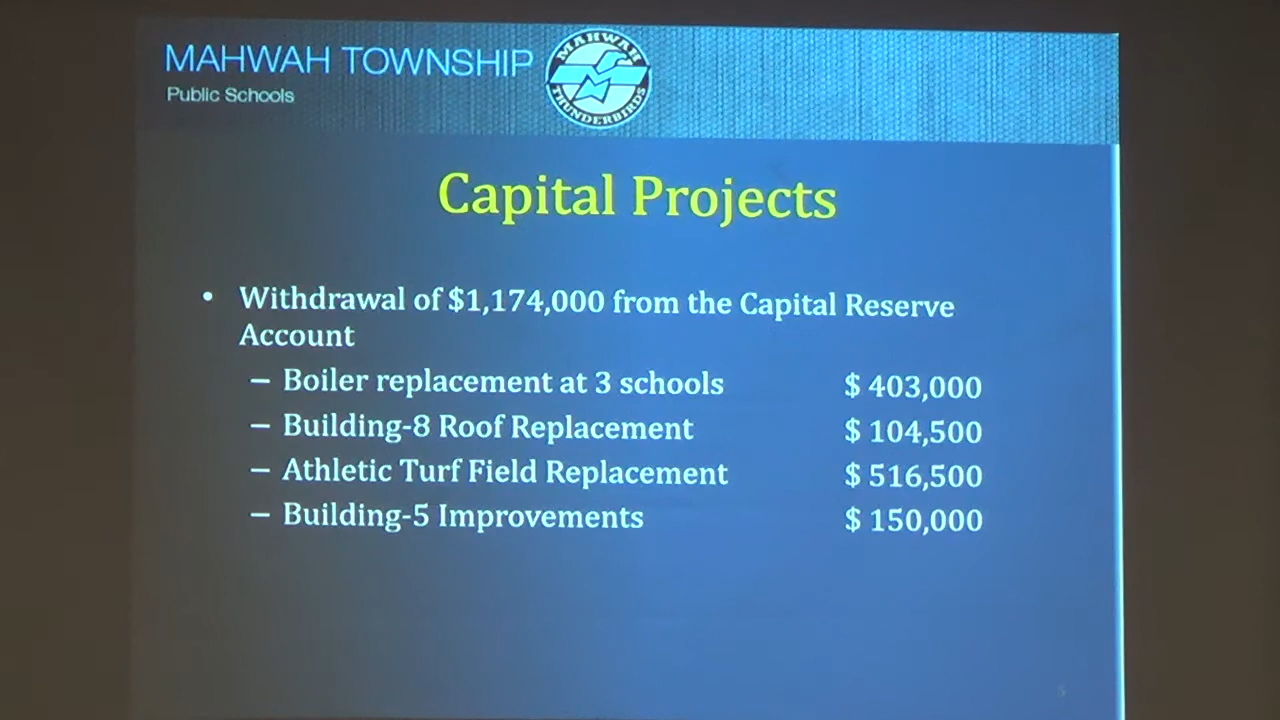 MAHWAH TOWNSHIP
Public Schools
MAHWAH
THUNDERBIRDS
Capital Projects
• Withdrawal of $1,174,000 from the Capital Reserve
Account
– Boiler replacement at 3 schools $ 403,000
– Building-8 Roof Replacement $ 104,500
– Athletic Turf Field Replacement $ 516,500
– Building-5 Improvements $ 150,000